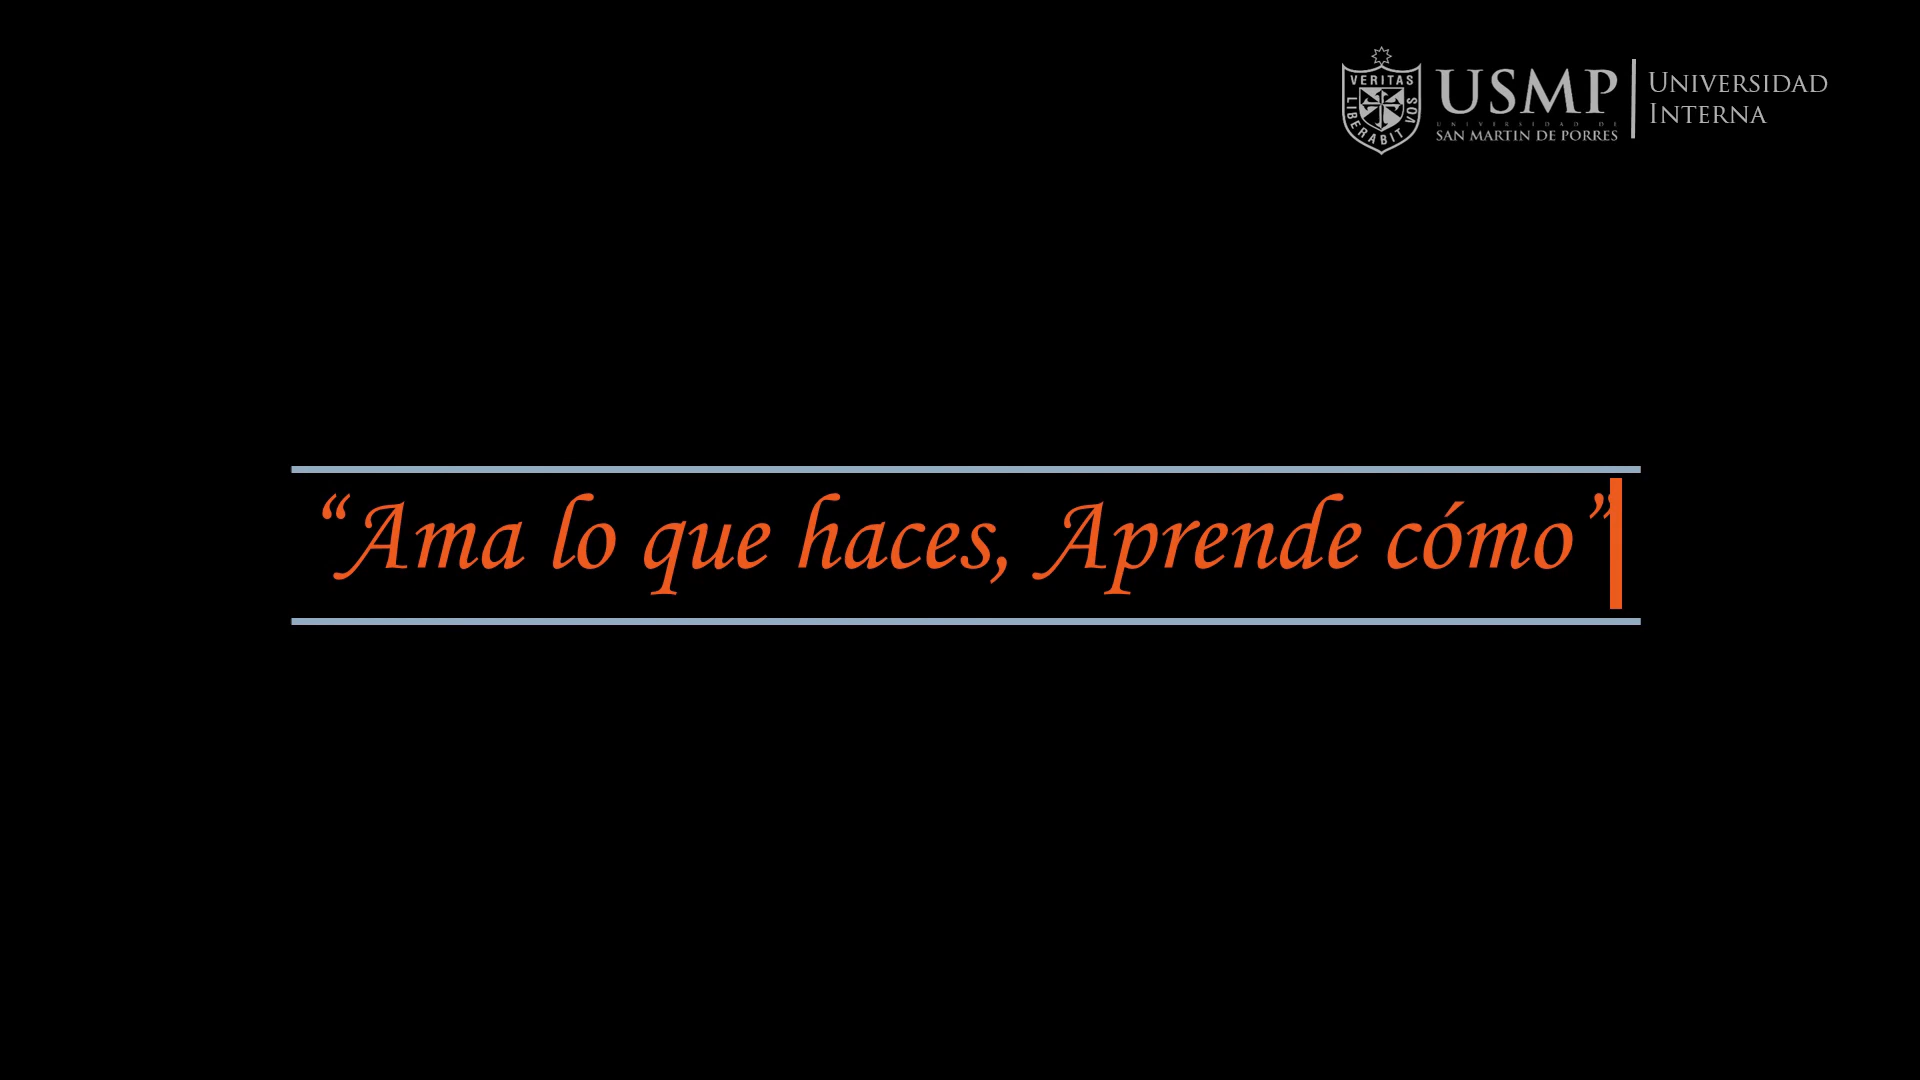 VERITAS
LIBERABIT VOS
USMP
UNIVERSIDAD DE
SAN MARTIN DE PORRES
UNIVERSIDAD
INTERNA
“Ama lo que haces, Aprende cómo”